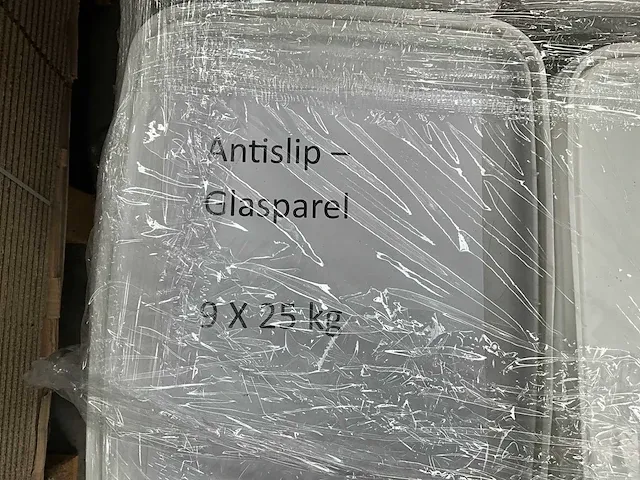 Antislip –
Glasparel
9 X 25 kg